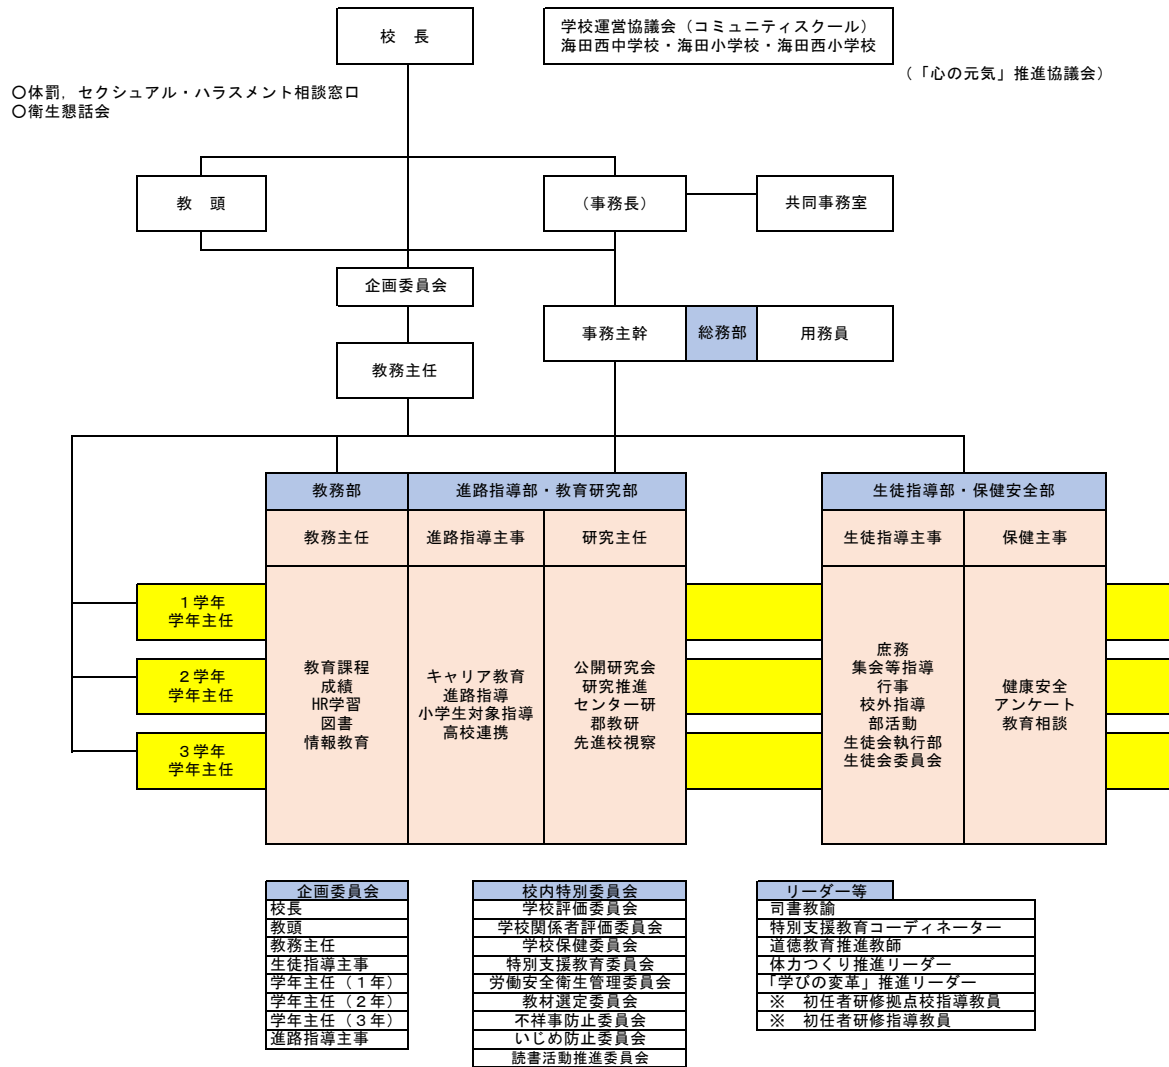 校　長
学校運営協議会（コミュニティスクール）
海田西中学校・海田小学校・海田西小学校
（「心の元気」推進協議会）
○体罰，セクシュアル・ハラスメント相談窓口
○衛生懇話会
教　頭
（事務長）
共同事務室
企画委員会
事務主幹
総務部
用務員
教務主任
教務部
進路指導部・教育研究部
生徒指導部・保健安全部
教務主任
進路指導主事
研究主任
生徒指導主事
保健主事
１学年
学年主任
２学年
学年主任
３学年
学年主任
教育課程
成績
HR学習
図書
情報教育
キャリア教育
進路指導
小学生対象指導
高校連携
公開研究会
研究推進
センター研
郡教研
先進校視察
庶務
集会等指導
行事
校外指導
部活動
生徒会執行部
生徒会委員会
健康安全
アンケート
教育相談
企画委員会
校長
教頭
教務主任
生徒指導主事
学年主任（１年）
学年主任（２年）
学年主任（３年）
進路指導主事
校内特別委員会
学校評価委員会
学校関係者評価委員会
学校保健委員会
特別支援教育委員会
労働安全衛生管理委員会
教材選定委員会
不祥事防止委員会
いじめ防止委員会
読書活動推進委員会
リーダー等
司書教諭
特別支援教育コーディネーター
道徳教育推進教師
体力つくり推進リーダー
「学びの変革」推進リーダー
※　初任者研修拠点校指導教員
※　初任者研修指導教員